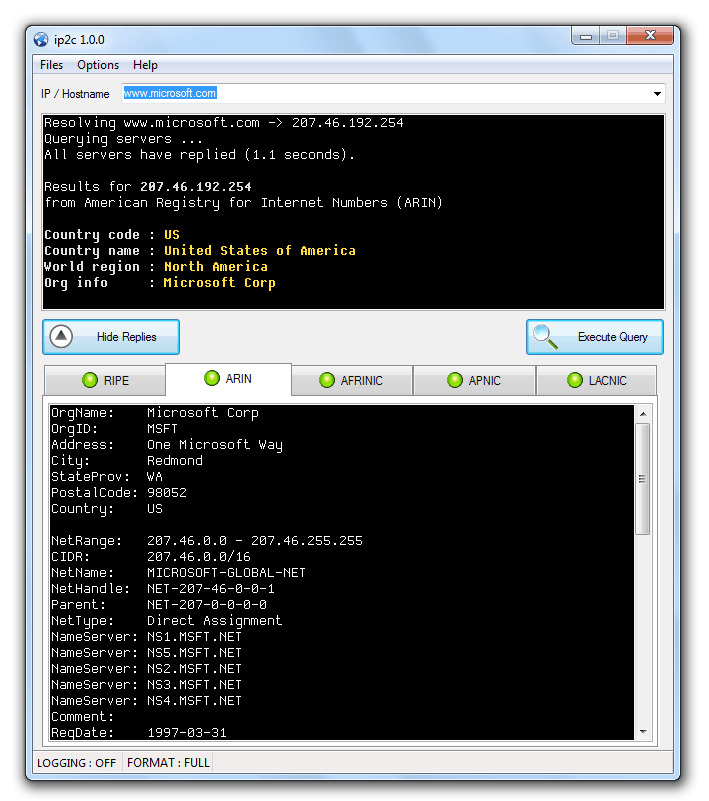 ip2c 1.0.0
Files Options Help
IP / Hostname www.microsoft.com
Resolving www.microsoft.com -> 207.46.192.254
Querying servers ...
All servers have replied (1.1 seconds).
Results for 207.46.192.254
from American Registry for Internet Numbers (ARIN)
Country code : US
Country name : United States of America
World region : North America
Org info : Microsoft Corp
Hide Replies Execute Query
RIPE ARIN AFRINIC APNIC LACNIC
OrgName: Microsoft Corp
OrgID: MSFT
Address: One Microsoft Way
City: Redmond
StateProv: WA
PostalCode: 98052
Country: US
NetRange: 207.46.0.0 - 207.46.255.255
CIDR: 207.46.0.0/16
NetName: MICROSOFT-GLOBAL-NET
NetHandle: NET-207-46-0-0-1
Parent: NET-207-0-0-0-0
NetType: Direct Assignment
NameServer: NS1.MSFT.NET
NameServer: NS5.MSFT.NET
NameServer: NS2.MSFT.NET
NameServer: NS3.MSFT.NET
NameServer: NS4.MSFT.NET
Comment:
RegDate: 1997-03-31
LOGGING : OFF FORMAT : FULL